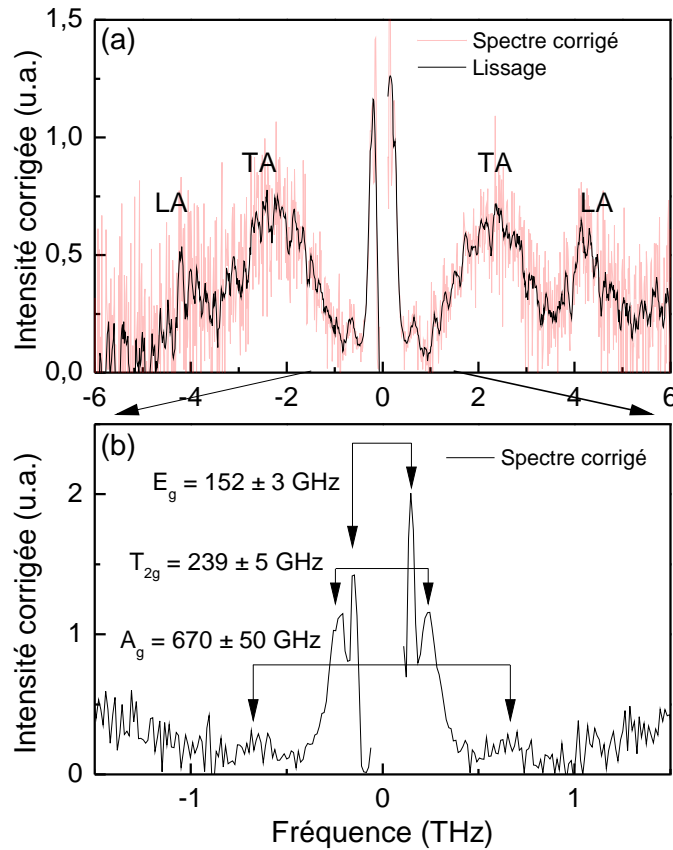 (a)
Spectre corrigé
Lissage
Intensité corrigée (u.a.)
1,5
1,0
0,5
0,0
LA
TA
TA
LA
-6 -4 -2 0 2 4 6
(b)
Spectre corrigé
Intensité corrigée (u.a.)
2
1
0
E_g = 152 ± 3 GHz
T_2g = 239 ± 5 GHz
A_g = 670 ± 50 GHz
-1 0 1
Fréquence (THz)